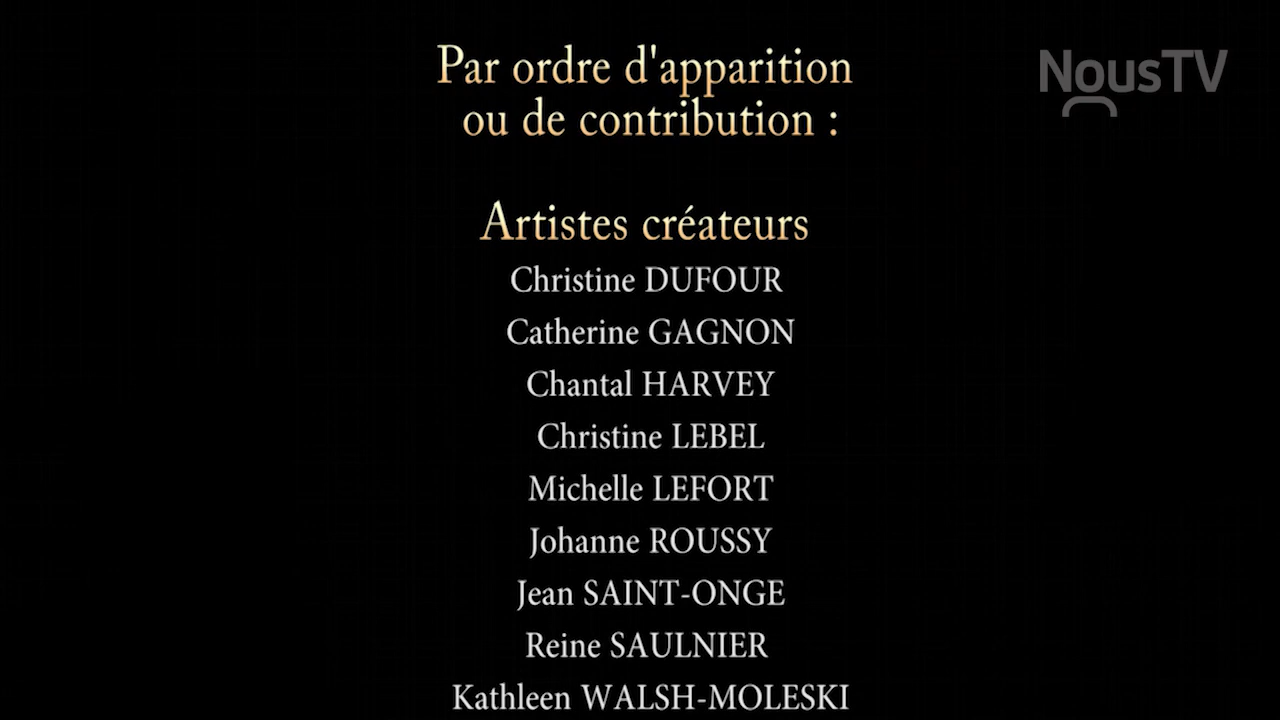 Par ordre d'apparition
ou de contribution :
NousTV
Artistes créateurs
Christine DUFOUR
Catherine GAGNON
Chantal HARVEY
Christine LEBEL
Michelle LEFORT
Johanne ROUSSY
Jean SAINT-ONGE
Reine SAULNIER
Kathleen WALSH-MOLESKI